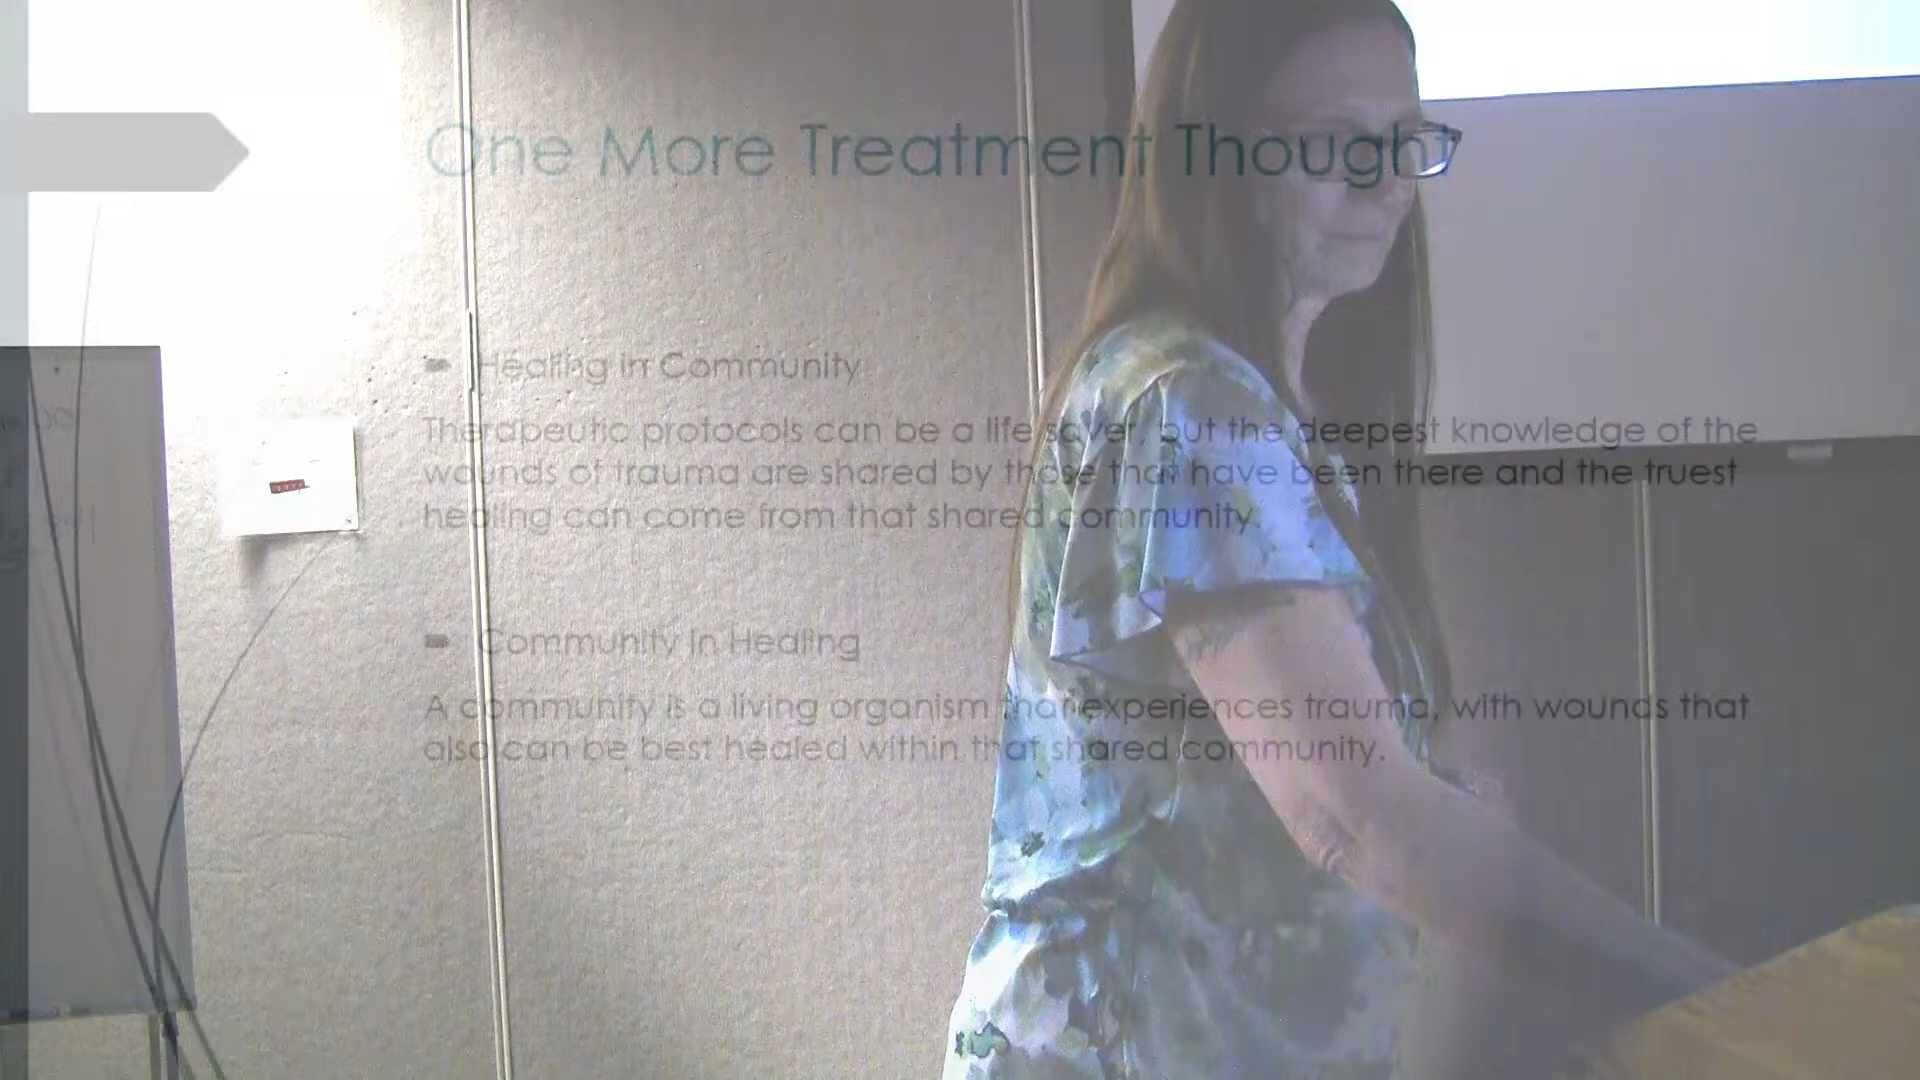 One More Treatment Thought
Healing in Community
Therapeutic protocols can be a life saver, but the deepest knowledge of the
wounds of trauma are shared by those that have been there and the truest
healing can come from that shared community.
Community in Healing
A community is a living organism that experiences trauma, with wounds that
also can be best healed within that shared community.